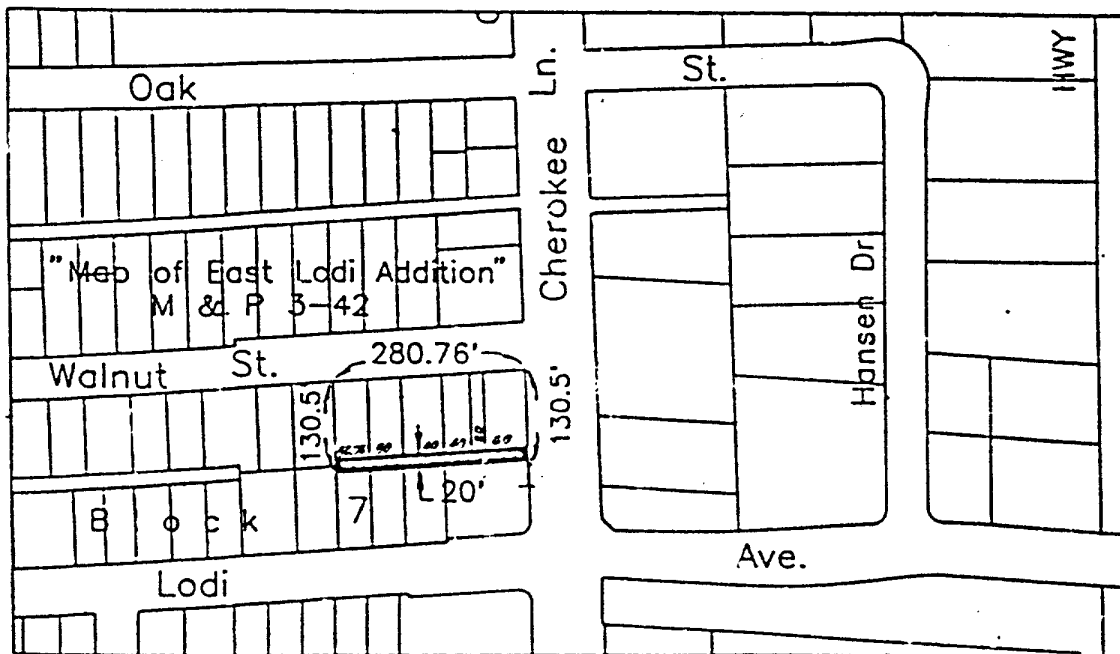 Oak
St.
HWY
Cherokee Ln.
"Map of East Lodi Addition"
M & P 3-42
Hansen Dr
Walnut St.
280.76'
130.5'
130.5'
20'
Block 7
Lodi
Ave.